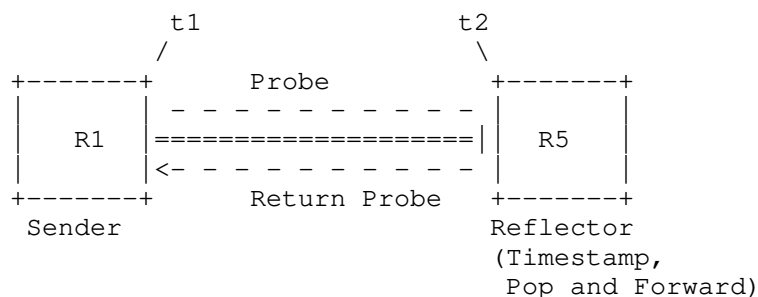 t1 t2
Probe
R1 R5
Return Probe
Sender Reflector
(Timestamp,
Pop and Forward)